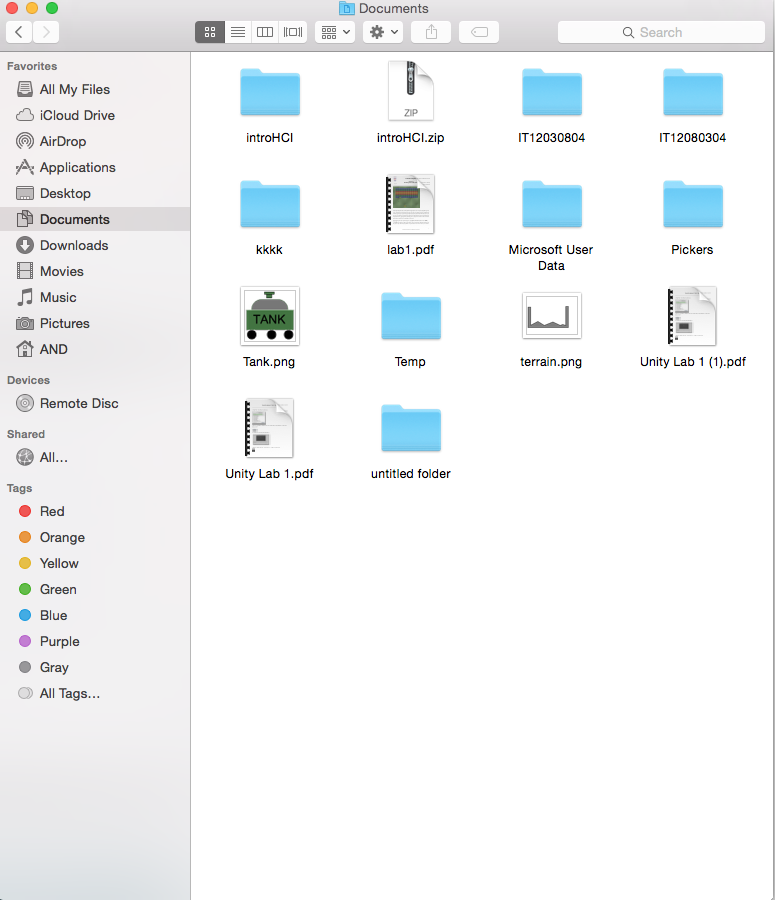 Documents
Search
Favorites
All My Files
iCloud Drive
AirDrop
Applications
Desktop
Documents
Downloads
Movies
Music
Pictures
AND
Devices
Remote Disc
Shared
All...
Tags
Red
Orange
Yellow
Green
Blue
Purple
Gray
All Tags...
ZIP
introHCI
introHCI.zip
IT12030804
IT12080304
kkkk
lab1.pdf
Microsoft User
Data
Pickers
TANK
Tank.png
Temp
terrain.png
Unity Lab 1 (1).pdf
Unity Lab 1.pdf
untitled folder